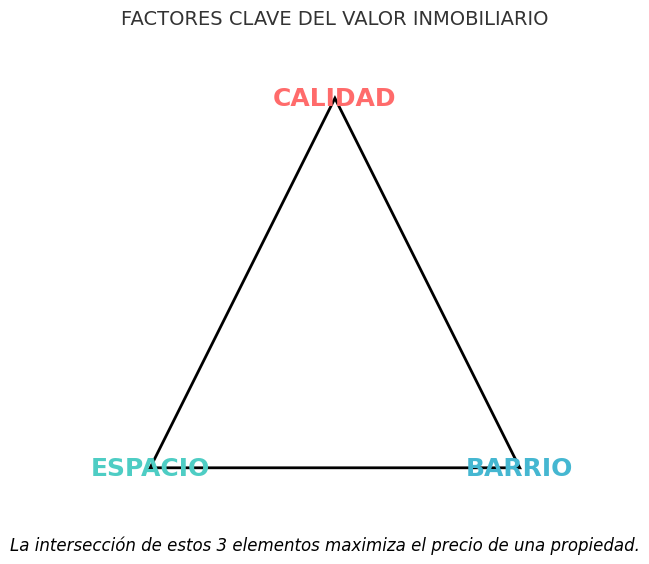 FACTORES CLAVE DEL VALOR INMOBILIARIO
CALIDAD
ESPACIO
BARRIO
La intersección de estos 3 elementos maximiza el precio de una propiedad.